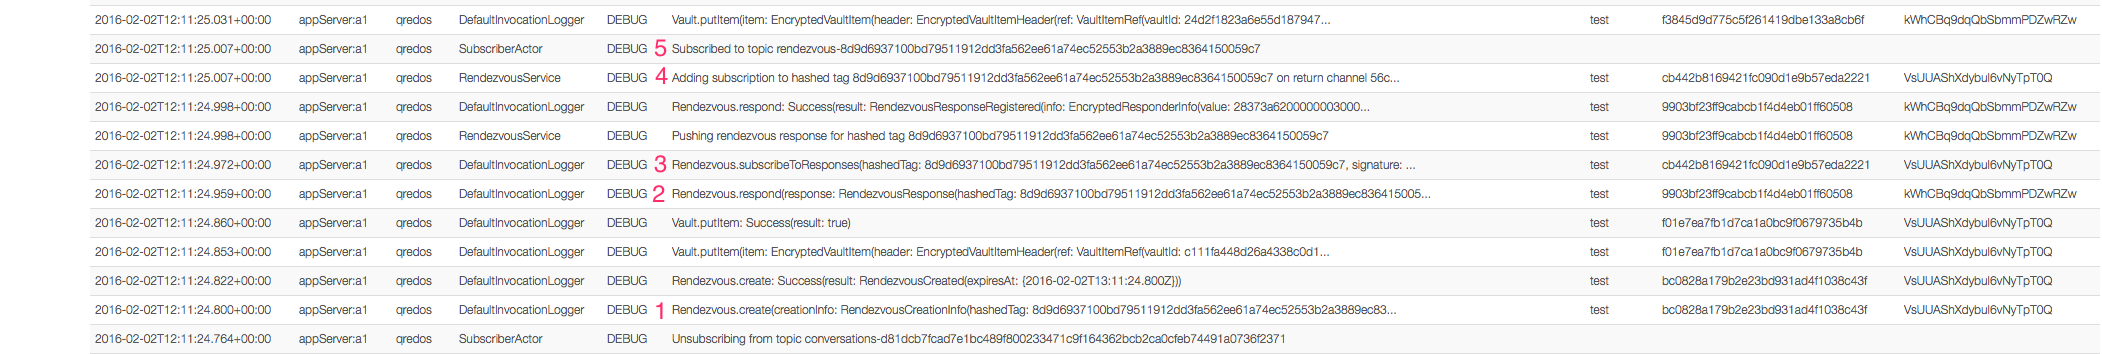 2016-02-02T12:11:25.031+00:00 appServer:a1 qredos DefaultInvocationLogger DEBUG Vault.putItem(item: EncryptedVaultItem(header: EncryptedVaultItemHeader(ref: VaultItemRef(vaultId: 24d2f1823a6e55d187947... test f3845d9d775c5f261419dbe133a8cb6f kWhCBq9dqQbSbmmPDZwRZw
2016-02-02T12:11:25.007+00:00 appServer:a1 qredos SubscriberActor DEBUG 5 Subscribed to topic rendezvous-8d9d6937100bd79511912dd3fa562ee61a74ec52553b2a3889ec8364150059c7
2016-02-02T12:11:25.007+00:00 appServer:a1 qredos RendezvousService DEBUG 4 Adding subscription to hashed tag 8d9d6937100bd79511912dd3fa562ee61a74ec52553b2a3889ec8364150059c7 on return channel 56c... test cb442b8169421fc090d1e9b57eda2221 VsUUAShXdybul6vNyTpT0Q
2016-02-02T12:11:24.998+00:00 appServer:a1 qredos DefaultInvocationLogger DEBUG Rendezvous.respond: Success(result: RendezvousResponseRegistered(info: EncryptedResponderInfo(value: 28373a6200000003000... test 9903bf23ff9cabcb1f4d4eb01ff60508 kWhCBq9dqQbSbmmPDZwRZw
2016-02-02T12:11:24.998+00:00 appServer:a1 qredos RendezvousService DEBUG Pushing rendezvous response for hashed tag 8d9d6937100bd79511912dd3fa562ee61a74ec52553b2a3889ec8364150059c7 test 9903bf23ff9cabcb1f4d4eb01ff60508 kWhCBq9dqQbSbmmPDZwRZw
2016-02-02T12:11:24.972+00:00 appServer:a1 qredos DefaultInvocationLogger DEBUG 3 Rendezvous.subscribeToResponses(hashedTag: 8d9d6937100bd79511912dd3fa562ee61a74ec52553b2a3889ec8364150059c7, signature: ... test cb442b8169421fc090d1e9b57eda2221 VsUUAShXdybul6vNyTpT0Q
2016-02-02T12:11:24.959+00:00 appServer:a1 qredos DefaultInvocationLogger DEBUG 2 Rendezvous.respond(response: RendezvousResponse(hashedTag: 8d9d6937100bd79511912dd3fa562ee61a74ec52553b2a3889ec836415005... test 9903bf23ff9cabcb1f4d4eb01ff60508 kWhCBq9dqQbSbmmPDZwRZw
2016-02-02T12:11:24.860+00:00 appServer:a1 qredos DefaultInvocationLogger DEBUG Vault.putItem: Success(result: true) test f01e7ea7fb1d7ca1a0bc9f0679735b4b VsUUAShXdybul6vNyTpT0Q
2016-02-02T12:11:24.853+00:00 appServer:a1 qredos DefaultInvocationLogger DEBUG Vault.putItem(item: EncryptedVaultItem(header: EncryptedVaultItemHeader(ref: VaultItemRef(vaultId: c111fa448d26a4338c0d1... test f01e7ea7fb1d7ca1a0bc9f0679735b4b VsUUAShXdybul6vNyTpT0Q
2016-02-02T12:11:24.822+00:00 appServer:a1 qredos DefaultInvocationLogger DEBUG Rendezvous.create: Success(result: RendezvousCreated(expiresAt: {2016-02-02T13:11:24.800Z})) test bc0828a179b2e23bd931ad4f1038c43f VsUUAShXdybul6vNyTpT0Q
2016-02-02T12:11:24.800+00:00 appServer:a1 qredos DefaultInvocationLogger DEBUG 1 Rendezvous.create(creationInfo: RendezvousCreationInfo(hashedTag: 8d9d6937100bd79511912dd3fa562ee61a74ec52553b2a3889ec83... test bc0828a179b2e23bd931ad4f1038c43f VsUUAShXdybul6vNyTpT0Q
2016-02-02T12:11:24.764+00:00 appServer:a1 qredos SubscriberActor DEBUG Unsubscribing from topic conversations-d81dcb7fcad7e1bc489f800233471c9f164362bcb2ca0cfeb74491a0736f2371